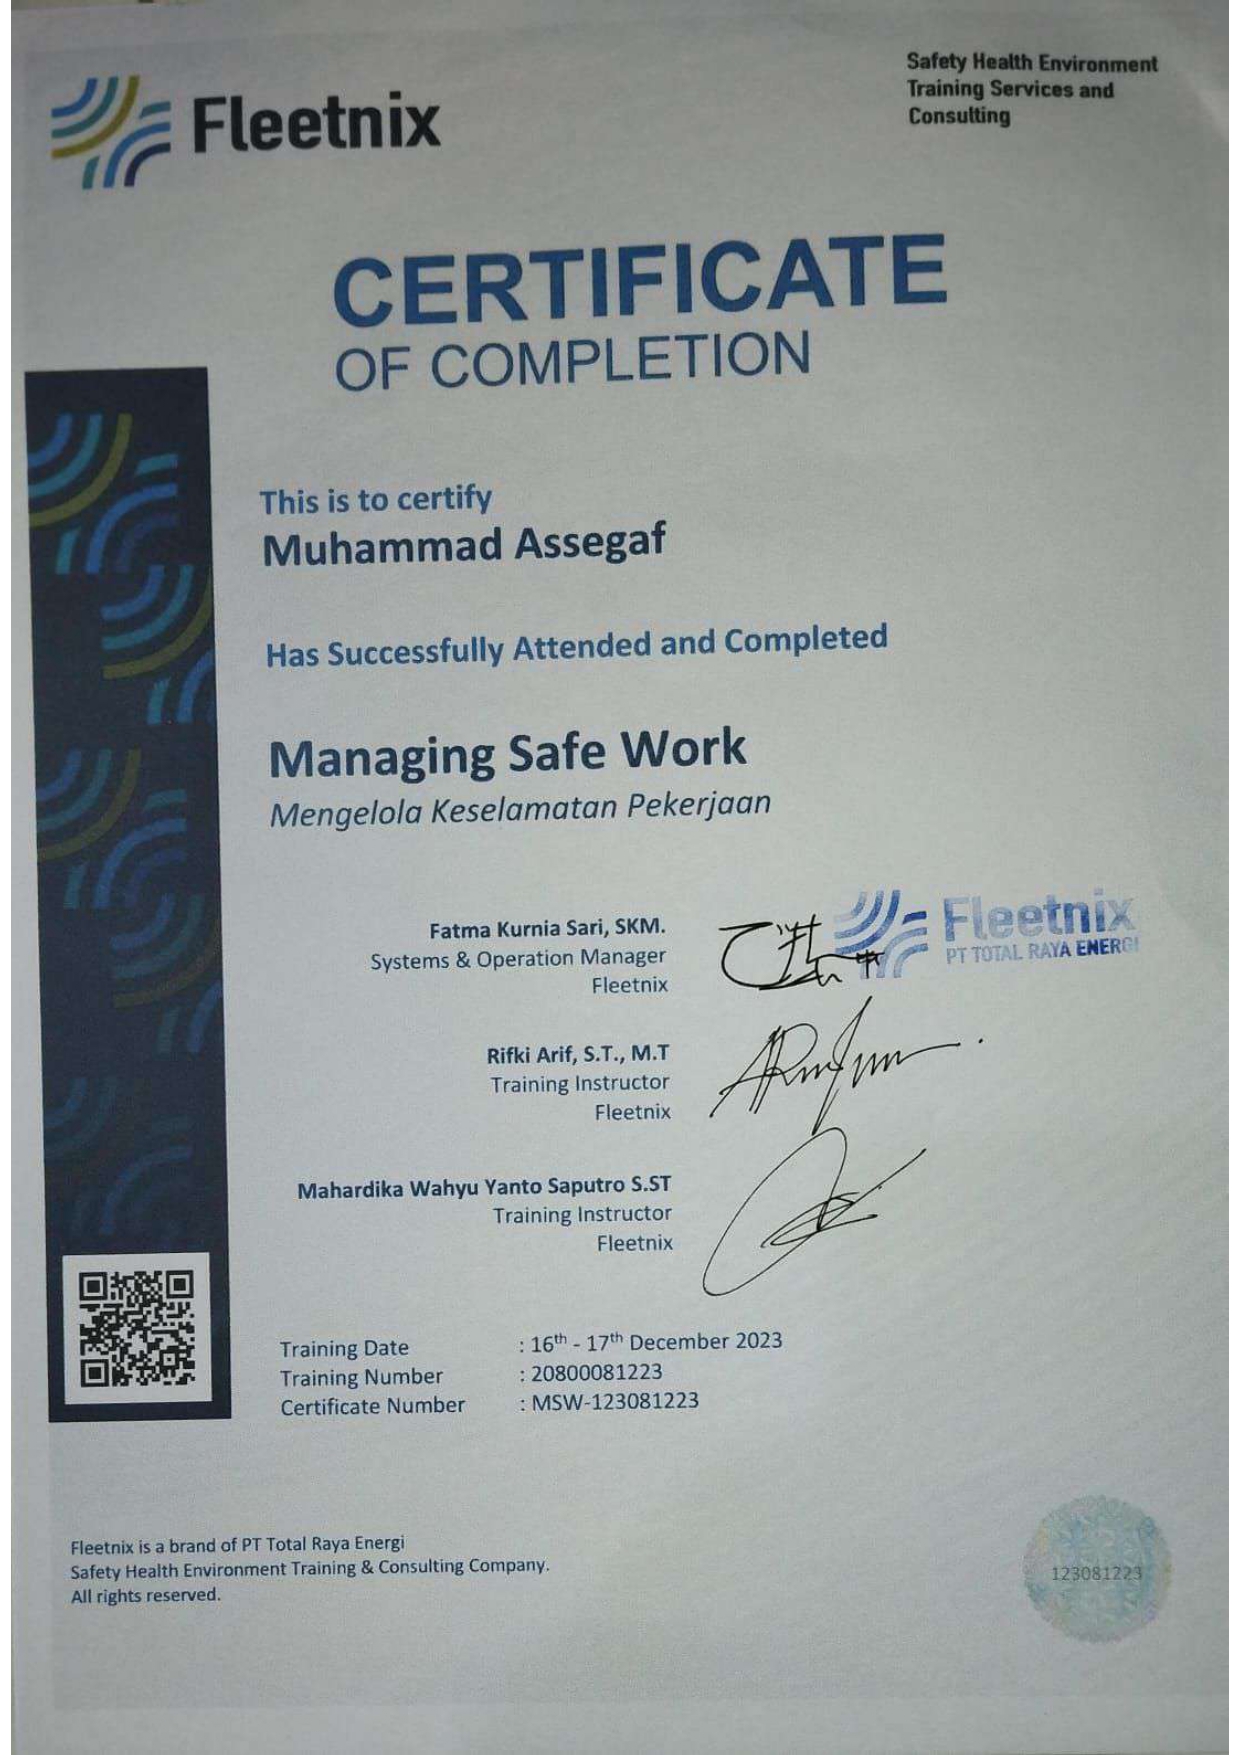 Fleetnix
Safety Health Environment
Training Services and
Consulting
CERTIFICATE
OF COMPLETION
This is to certify
Muhammad Assegaf
Has Successfully Attended and Completed
Managing Safe Work
Mengelola Keselamatan Pekerjaan
Fatma Kurnia Sari, SKM.
Systems & Operation Manager
Fleetnix
Fleetnix
PT TOTAL RAYA ENERGI
Rifki Arif, S.T., M.T
Training Instructor
Fleetnix
Mahardika Wahyu Yanto Saputro S.ST
Training Instructor
Fleetnix
Training Date : 16th - 17th December 2023
Training Number : 20800081223
Certificate Number : MSW-123081223
Fleetnix is a brand of PT Total Raya Energi
Safety Health Environment Training & Consulting Company.
All rights reserved.
123081223